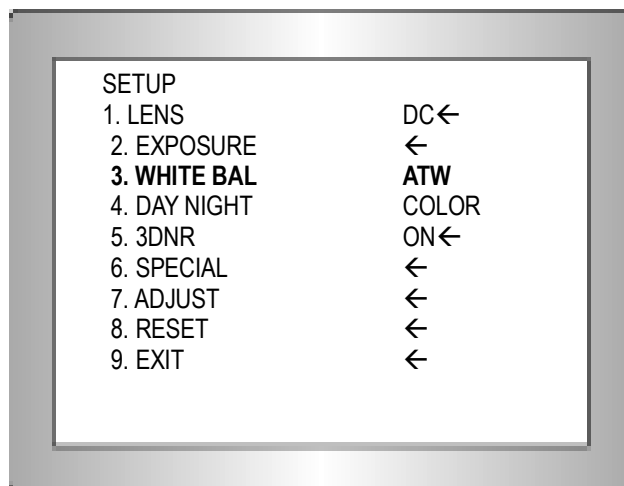 SETUP
1. LENS DC←
2. EXPOSURE ←
3. WHITE BAL ATW
4. DAY NIGHT COLOR
5. 3DNR ON←
6. SPECIAL ←
7. ADJUST ←
8. RESET ←
9. EXIT ←